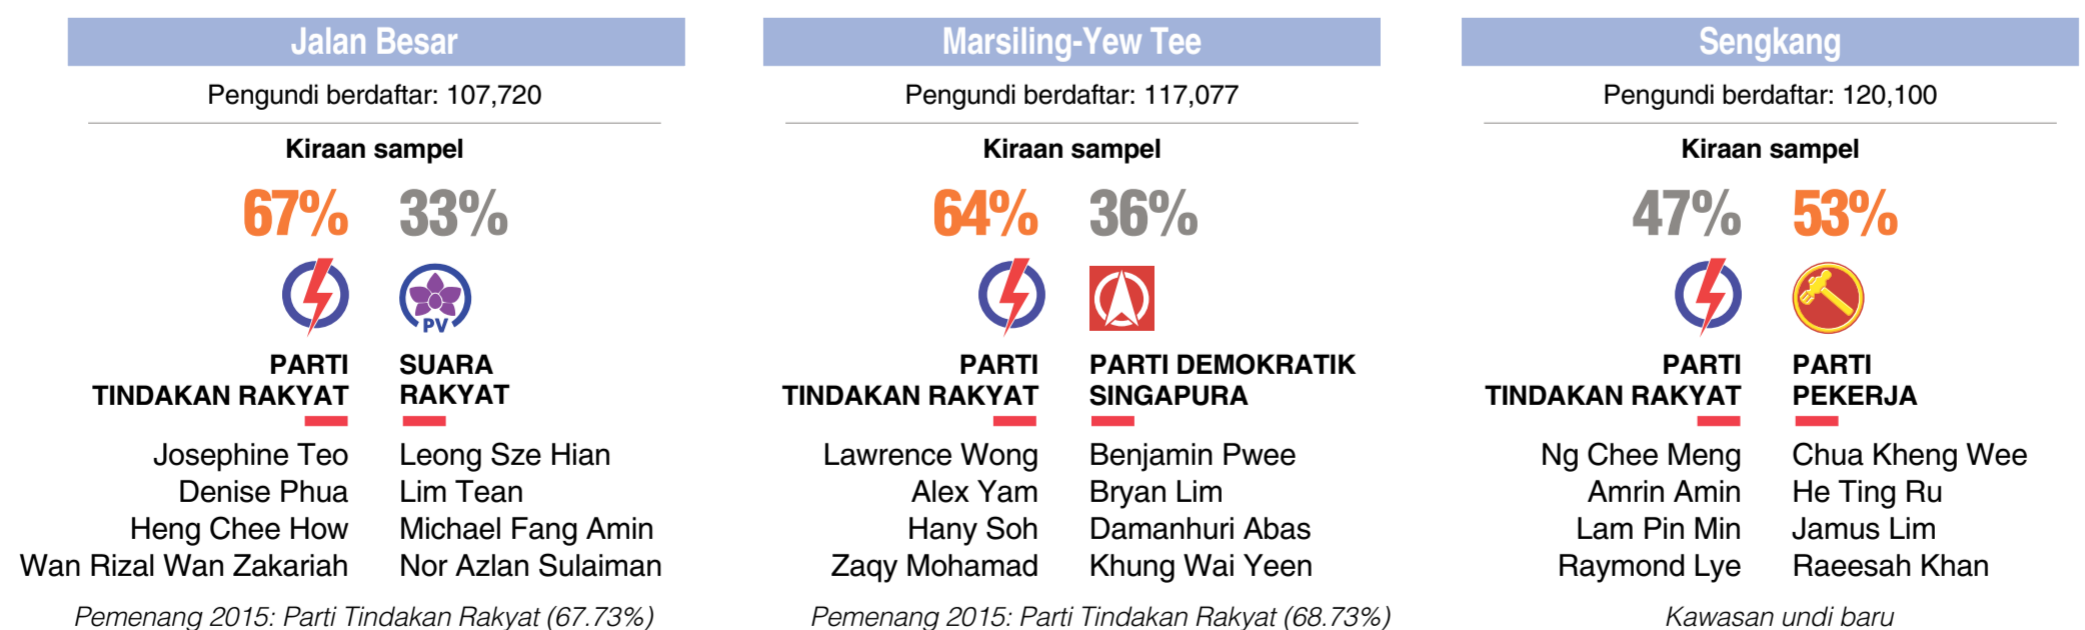 Jalan Besar
Pengundi berdaftar: 107,720
Kiraan sampel
67% 33%
PV
PARTI
TINDAKAN RAKYAT
SUARA
RAKYAT
Josephine Teo
Denise Phua
Heng Chee How
Wan Rizal Wan Zakariah
Leong Sze Hian
Lim Tean
Michael Fang Amin
Nor Azlan Sulaiman
Pemenang 2015: Parti Tindakan Rakyat (67.73%)
Marsiling-Yew Tee
Pengundi berdaftar: 117,077
Kiraan sampel
64% 36%
PARTI
TINDAKAN RAKYAT
PARTI DEMOKRATIK
SINGAPURA
Lawrence Wong
Alex Yam
Hany Soh
Zaqy Mohamad
Benjamin Pwee
Bryan Lim
Damanhuri Abas
Khung Wai Yeen
Pemenang 2015: Parti Tindakan Rakyat (68.73%)
Sengkang
Pengundi berdaftar: 120,100
Kiraan sampel
47% 53%
PARTI
TINDAKAN RAKYAT
PARTI
PEKERJA
Ng Chee Meng
Amrin Amin
Lam Pin Min
Raymond Lye
Chua Kheng Wee
He Ting Ru
Jamus Lim
Raeesah Khan
Kawasan undi baru